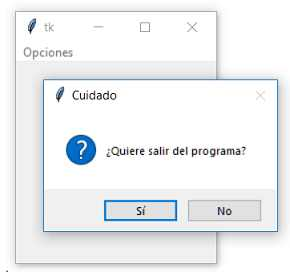 tk
Opciones
Cuidado
¿Quiere salir del programa?
Sí No